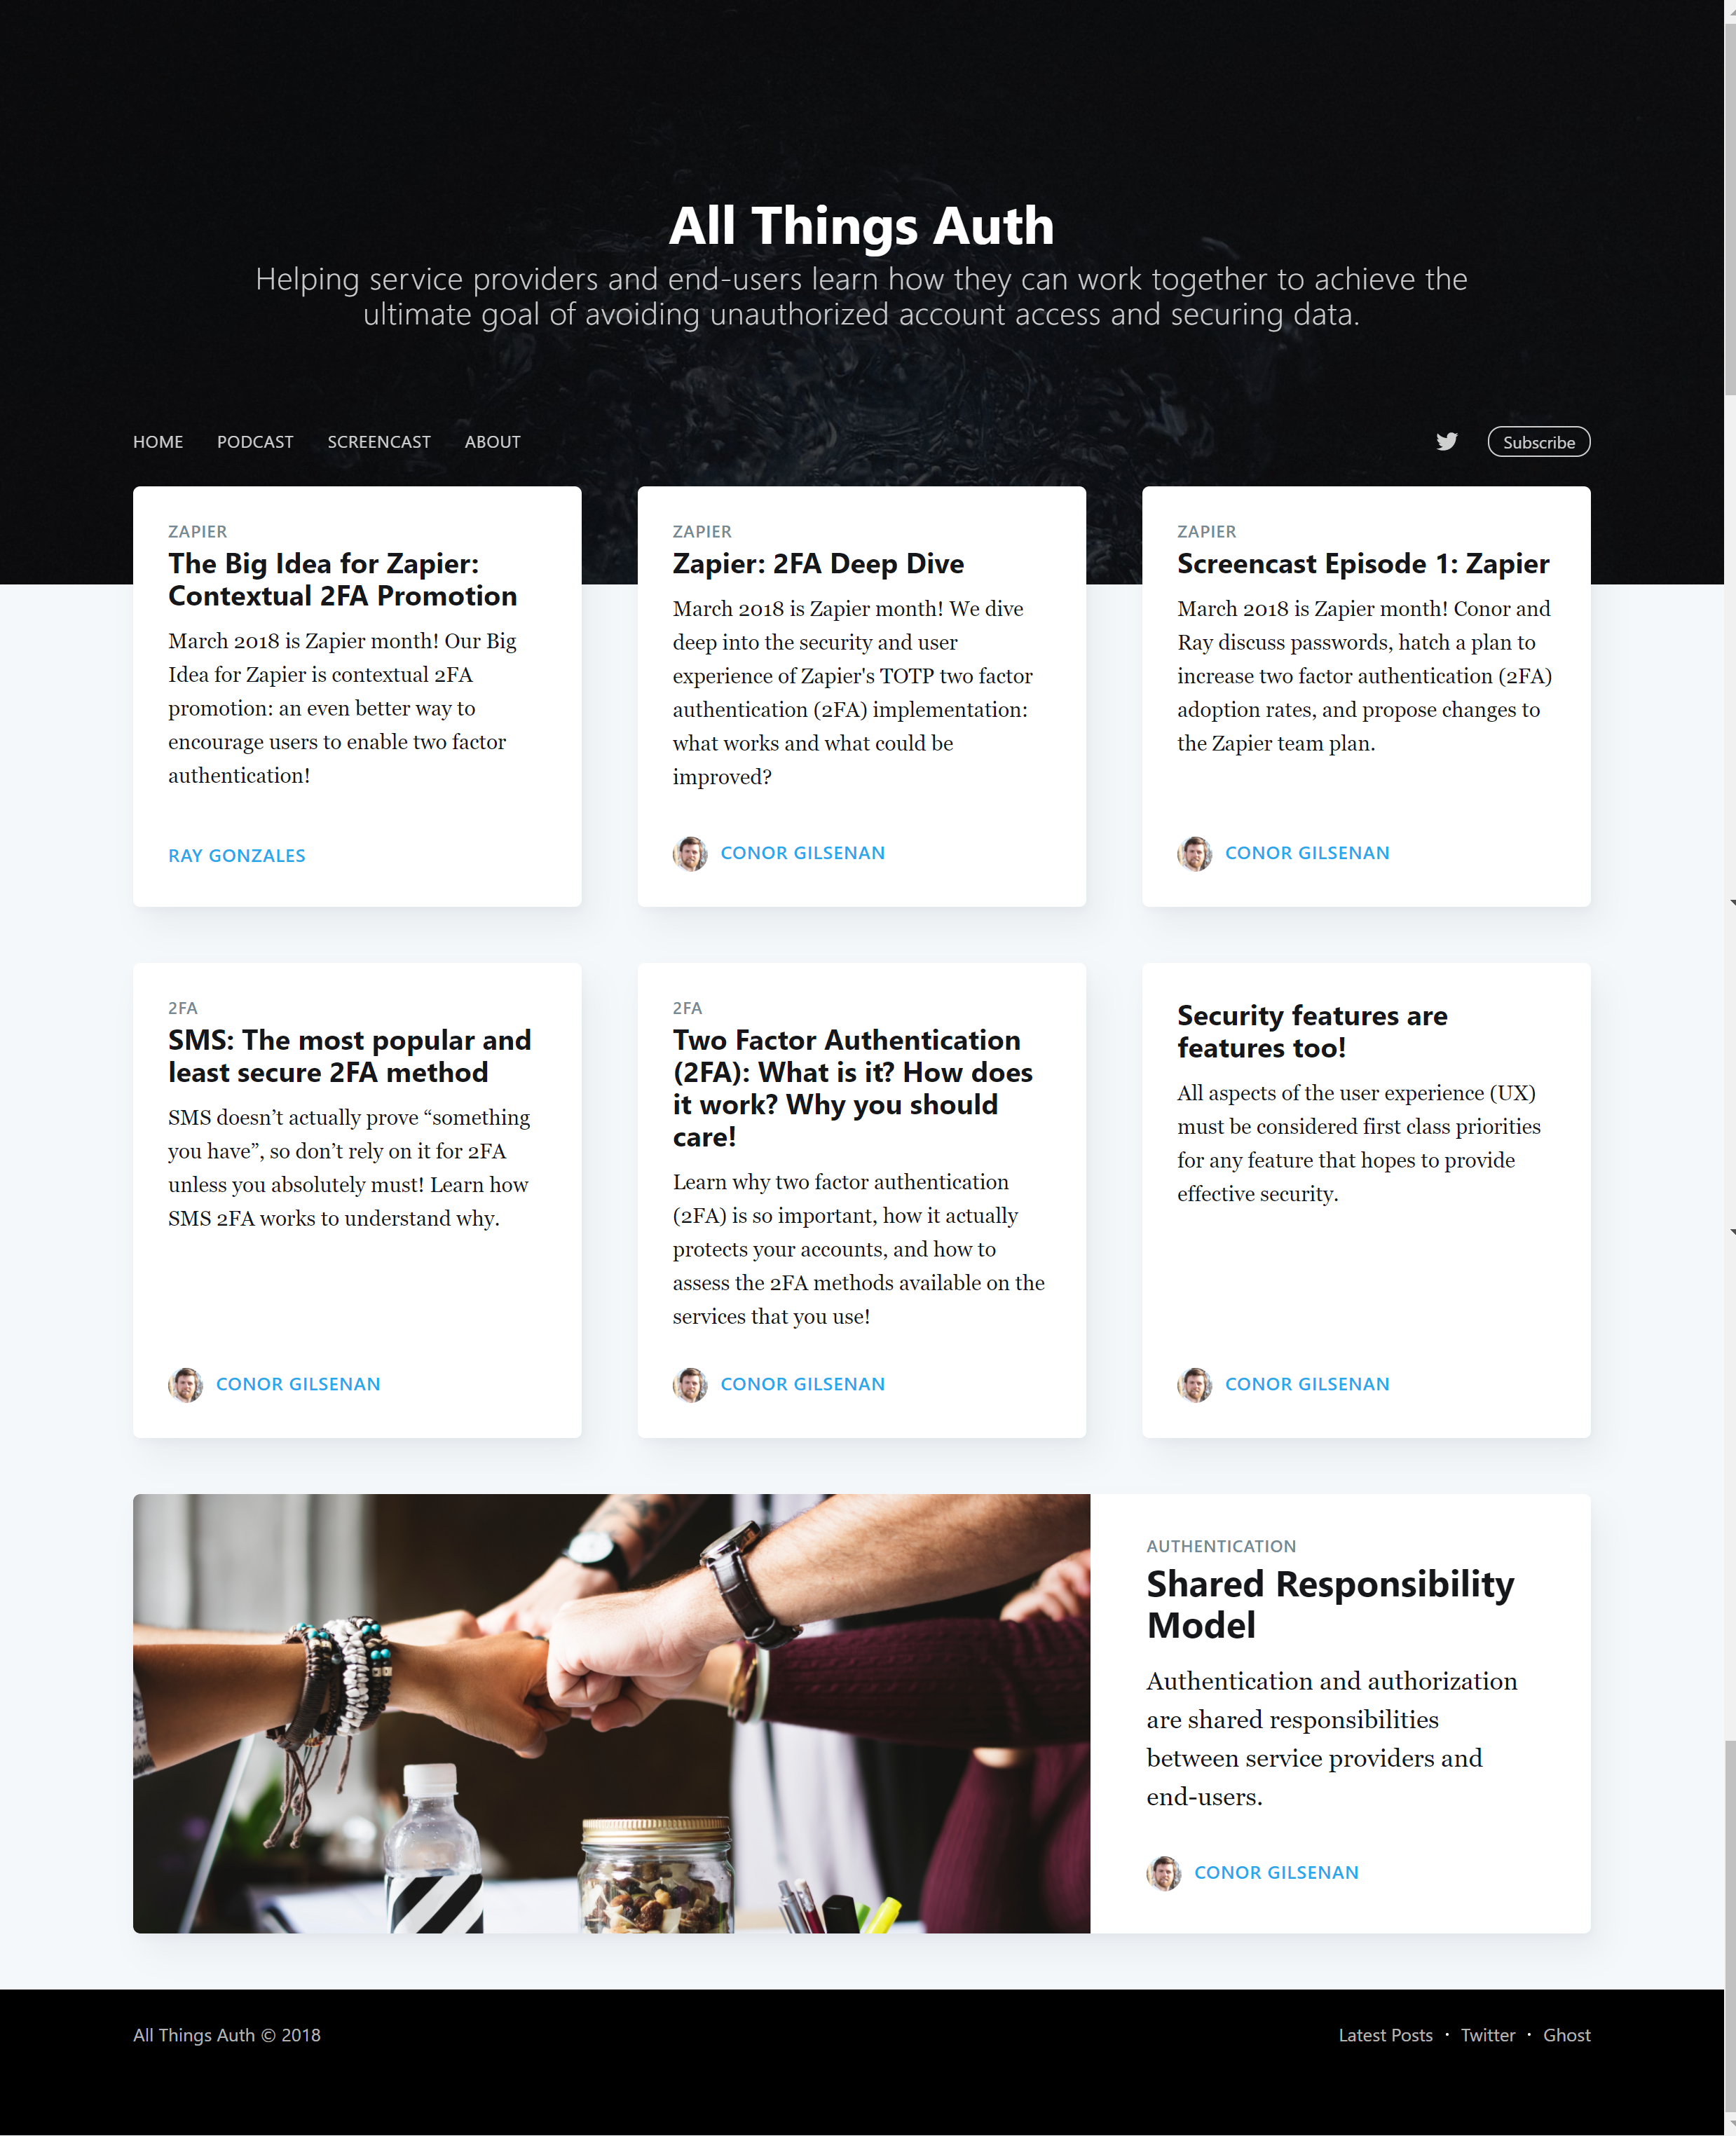 All Things Auth
Helping service providers and end-users learn how they can work together to achieve the
ultimate goal of avoiding unauthorized account access and securing data.
HOME PODCAST SCREENCAST ABOUT
Subscribe
ZAPIER
The Big Idea for Zapier:
Contextual 2FA Promotion
March 2018 is Zapier month! Our Big
Idea for Zapier is contextual 2FA
promotion: an even better way to
encourage users to enable two factor
authentication!
RAY GONZALES
ZAPIER
Zapier: 2FA Deep Dive
March 2018 is Zapier month! We dive
deep into the security and user
experience of Zapier's TOTP two factor
authentication (2FA) implementation:
what works and what could be
improved?
CONOR GILSENAN
ZAPIER
Screencast Episode 1: Zapier
March 2018 is Zapier month! Conor and
Ray discuss passwords, hatch a plan to
increase two factor authentication (2FA)
adoption rates, and propose changes to
the Zapier team plan.
CONOR GILSENAN
2FA
SMS: The most popular and
least secure 2FA method
SMS doesn’t actually prove “something
you have”, so don’t rely on it for 2FA
unless you absolutely must! Learn how
SMS 2FA works to understand why.
CONOR GILSENAN
2FA
Two Factor Authentication
(2FA): What is it? How does
it work? Why you should
care!
Learn why two factor authentication
(2FA) is so important, how it actually
protects your accounts, and how to
assess the 2FA methods available on the
services that you use!
CONOR GILSENAN
Security features are
features too!
All aspects of the user experience (UX)
must be considered first class priorities
for any feature that hopes to provide
effective security.
CONOR GILSENAN
AUTHENTICATION
Shared Responsibility
Model
Authentication and authorization
are shared responsibilities
between service providers and
end-users.
CONOR GILSENAN
All Things Auth © 2018
Latest Posts · Twitter · Ghost